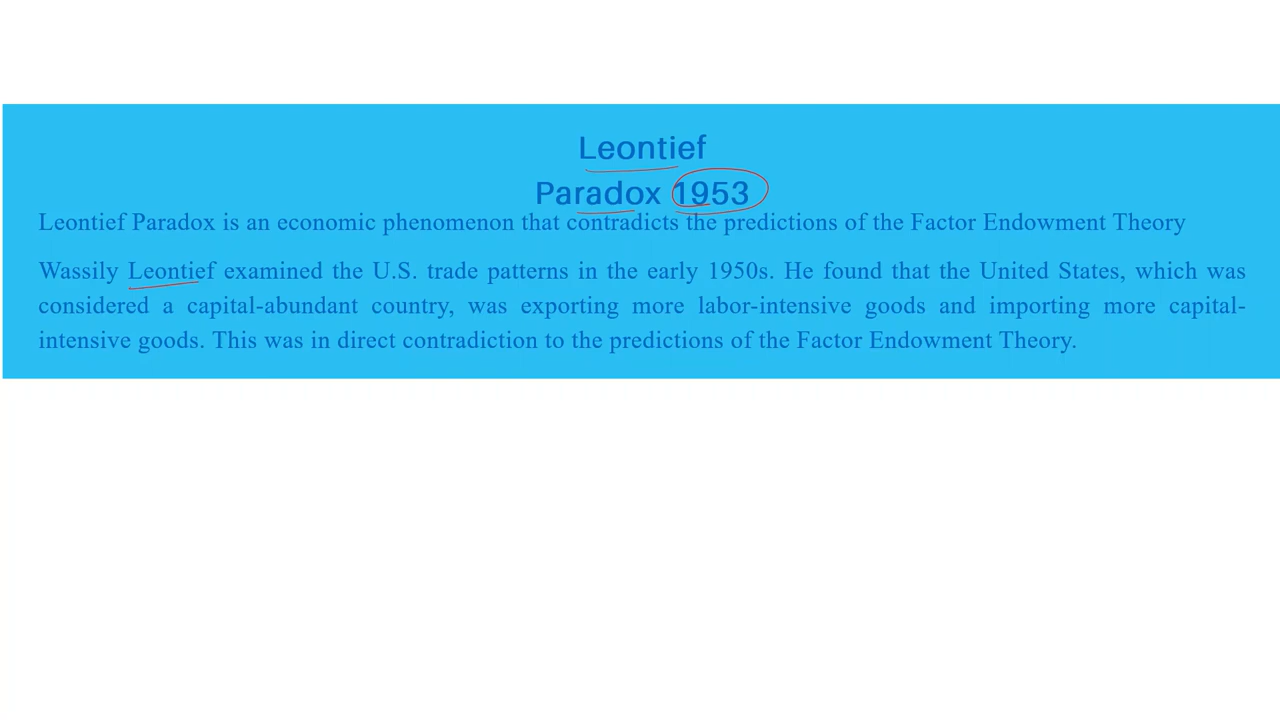 Leontief
Paradox 1953
Leontief Paradox is an economic phenomenon that contradicts the predictions of the Factor Endowment Theory
Wassily Leontief examined the U.S. trade patterns in the early 1950s. He found that the United States, which was
considered a capital-abundant country, was exporting more labor-intensive goods and importing more capital-
intensive goods. This was in direct contradiction to the predictions of the Factor Endowment Theory.